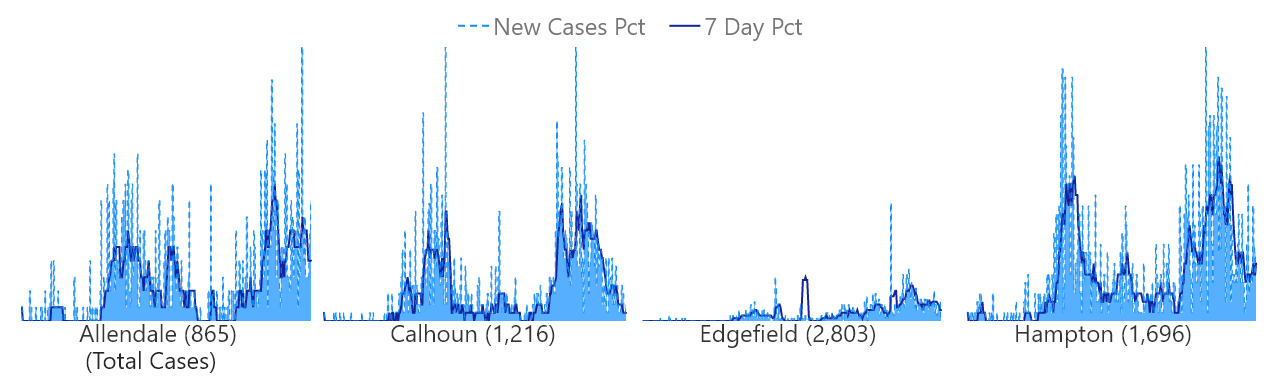 New Cases Pct 7 Day Pct
Allendale (865) Calhoun (1,216) Edgefield (2,803) Hampton (1,696)
(Total Cases)